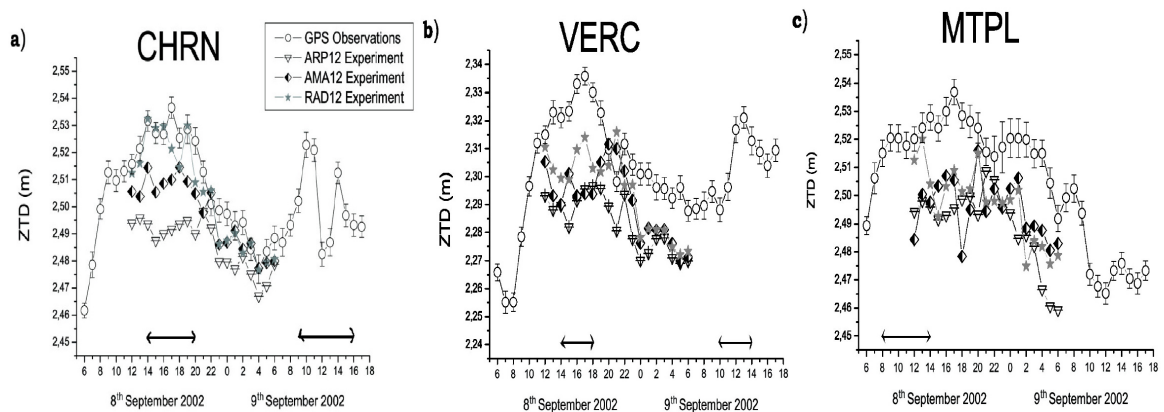 a)
CHRN
GPS Observations
ARP12 Experiment
AMA12 Experiment
RAD12 Experiment
ZTD (m)
2,55
2,54
2,53
2,52
2,51
2,50
2,49
2,48
2,47
2,46
2,45
6 8 10 12 14 16 18 20 22 0 2 4 6 8 10 12 14 16 18
8th September 2002 9th September 2002
b)
VERC
ZTD (m)
2,34
2,33
2,32
2,31
2,30
2,29
2,28
2,27
2,26
2,25
2,24
6 8 10 12 14 16 18 20 22 0 2 4 6 8 10 12 14 16 18
8th September 2002 9th September 2002
c)
MTPL
ZTD (m)
2,55
2,54
2,53
2,52
2,51
2,50
2,49
2,48
2,47
2,46
2,45
6 8 10 12 14 16 18 20 22 0 2 4 6 8 10 12 14 16 18
8th September 2002 9th September 2002